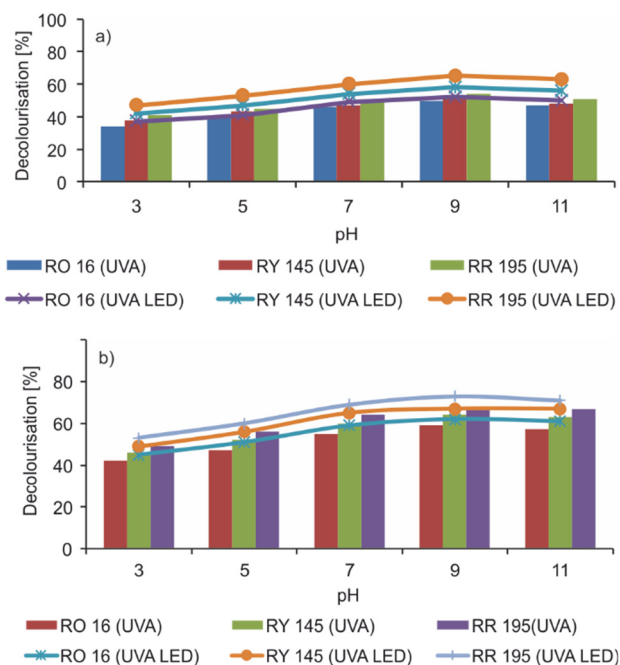 100
a)
80
60
40
20
0
Decolourisation [%]
3 5 7 9 11
pH
RO 16 (UVA) RY 145 (UVA) RR 195 (UVA)
RO 16 (UVA LED) RY 145 (UVA LED) RR 195 (UVA LED)
b)
80
60
40
20
0
Decolourisation [%]
3 5 7 9 11
pH
RO 16 (UVA) RY 145 (UVA) RR 195(UVA)
RO 16 (UVA LED) RY 145 (UVA LED) RR 195 (UVA LED)